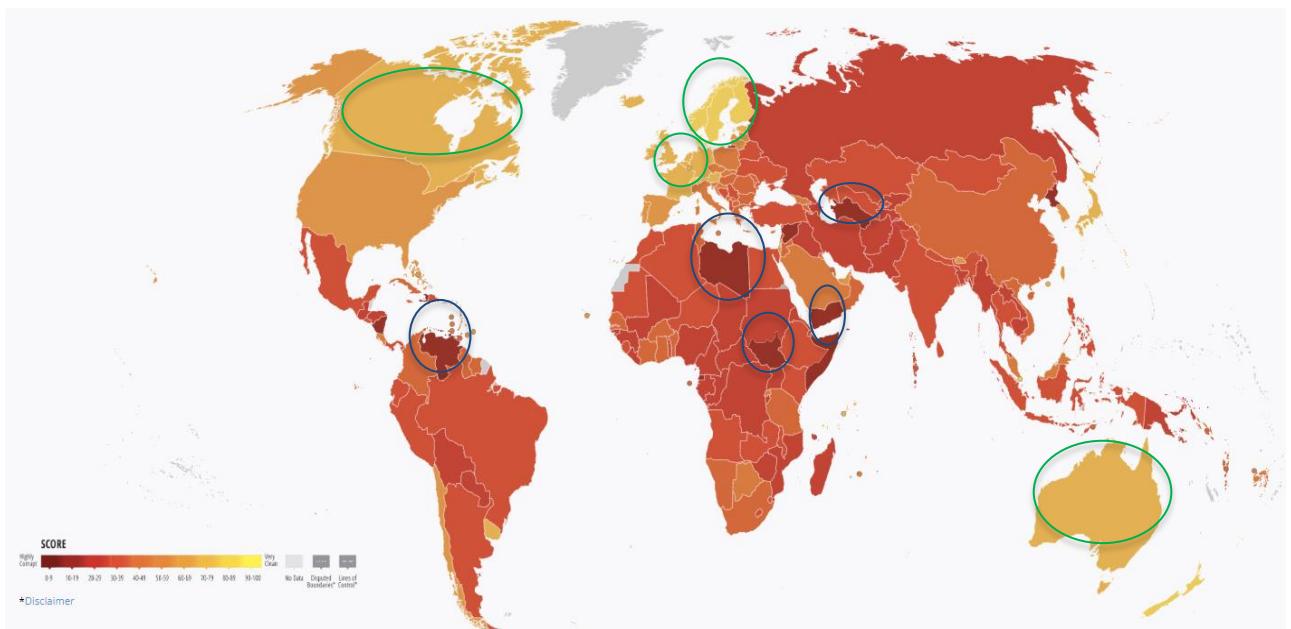 SCORE
Highly Corrupt
Very Clean
0-9 10-19 20-29 30-39 40-49 50-59 60-69 70-79 80-89 90-100
No Data
Disputed Boundaries*
Lines of Control*
*Disclaimer